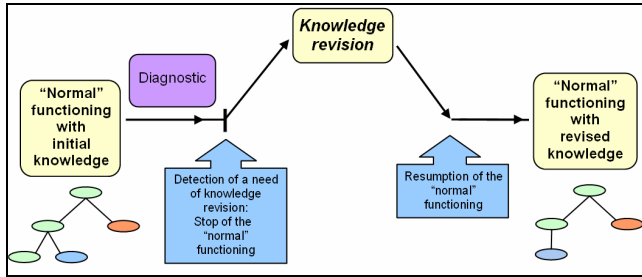 Knowledge
revision
Diagnostic
“Normal”
functioning
with
initial
knowledge
“Normal”
functioning
with
revised
knowledge
Detection of a need
of knowledge
revision:
Stop of the
“normal”
functioning
Resumption of the
“normal”
functioning